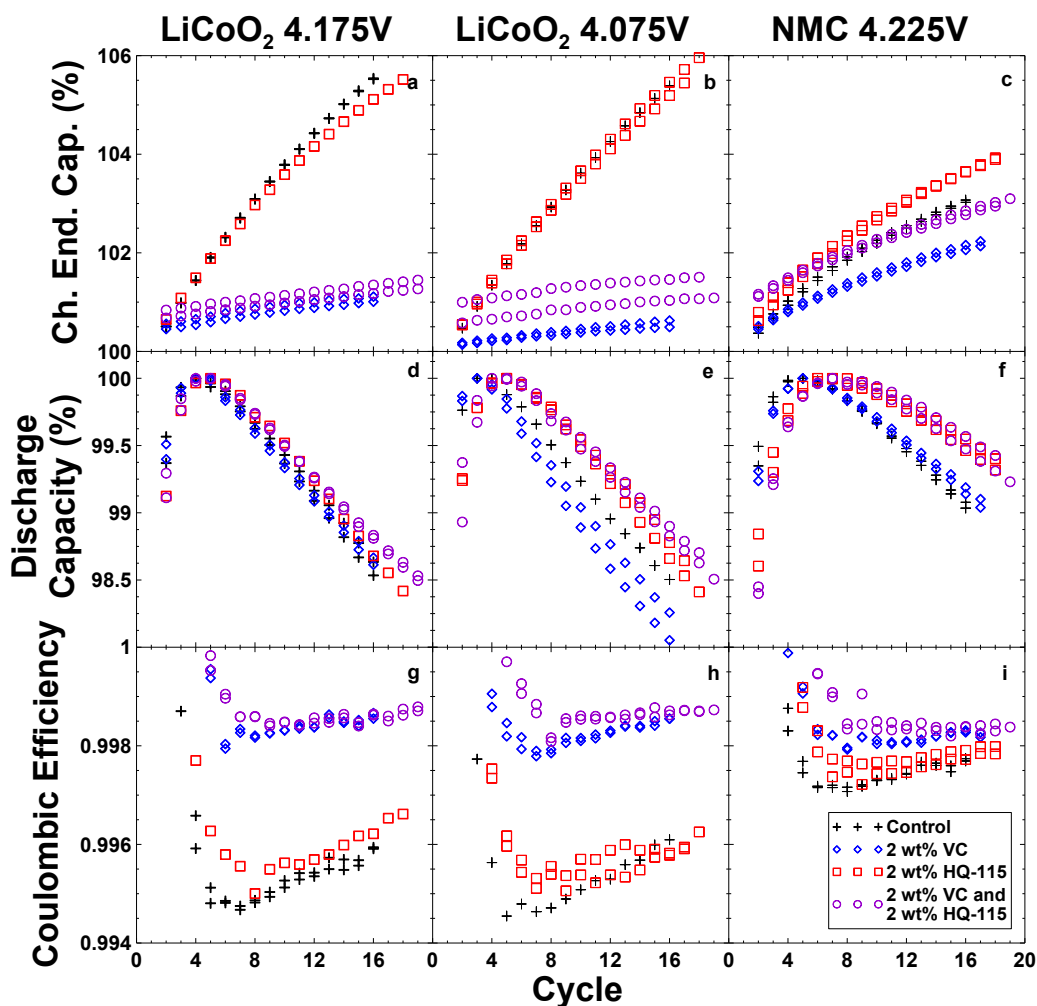 LiCoO₂ 4.175V LiCoO₂ 4.075V NMC 4.225V
Ch. End. Cap. (%)
106
104
102
100
a
b
c
Discharge
Capacity (%)
100
99.5
99
98.5
1
d
e
f
Coulombic Efficiency
0.998
0.996
0.994
g
h
i
Control
2 wt% VC
2 wt% HQ-115
2 wt% VC and
2 wt% HQ-115
0 4 8 12 16 0 4 8 12 16 0 4 8 12 16 20
Cycle